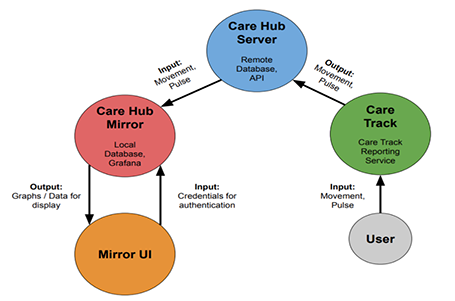 Care Hub
Server
Remote
Database,
API
Input:
Movement,
Pulse
Output:
Movement,
Pulse
Care Hub
Mirror
Local
Database,
Grafana
Care
Track
Care Track
Reporting
Service
Output:
Graphs / Data for
display
Input:
Credentials for
authentication
Input:
Movement,
Pulse
Mirror UI
User